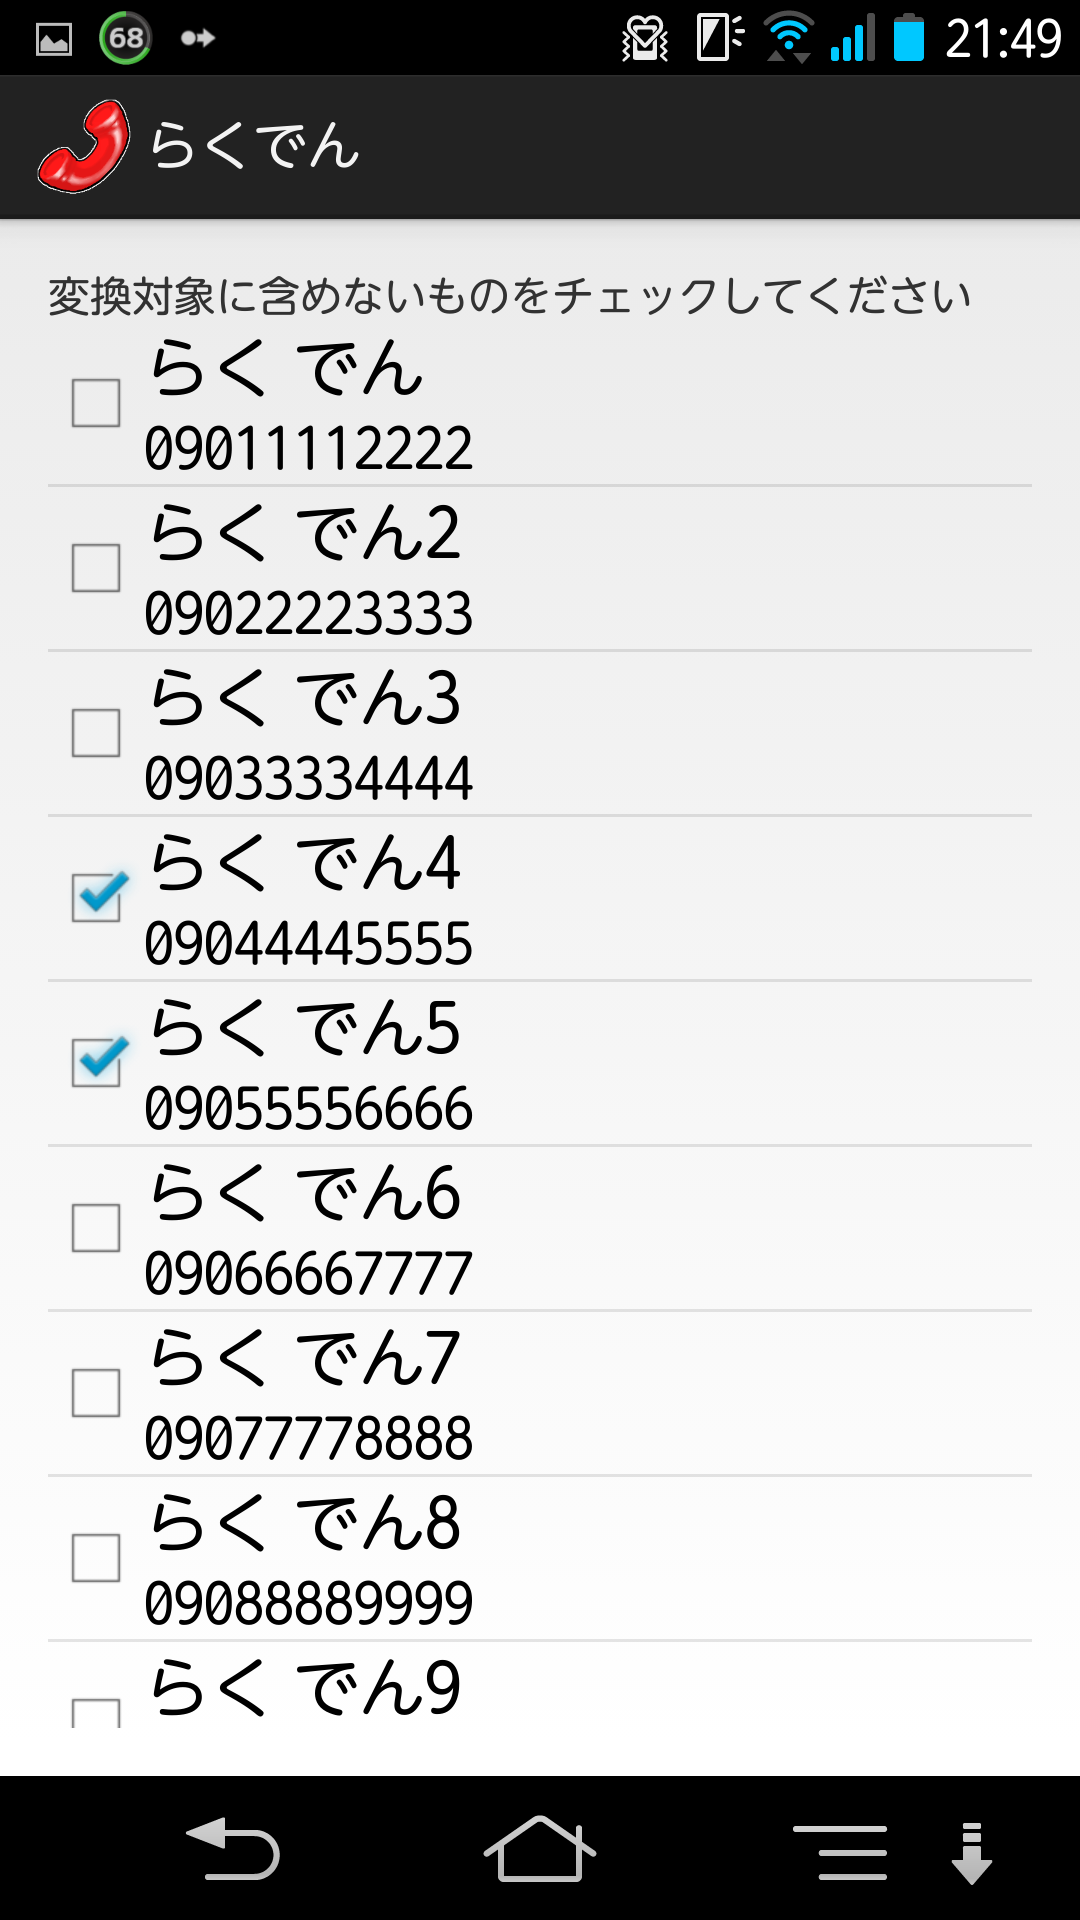 68
21:49
らくでん
変換対象に含めないものをチェックしてください
らく でん
09011112222
らく でん2
09022223333
らく でん3
09033334444
らく でん4
09044445555
らく でん5
09055556666
らく でん6
09066667777
らく でん7
09077778888
らく でん8
09088889999
らく でん9